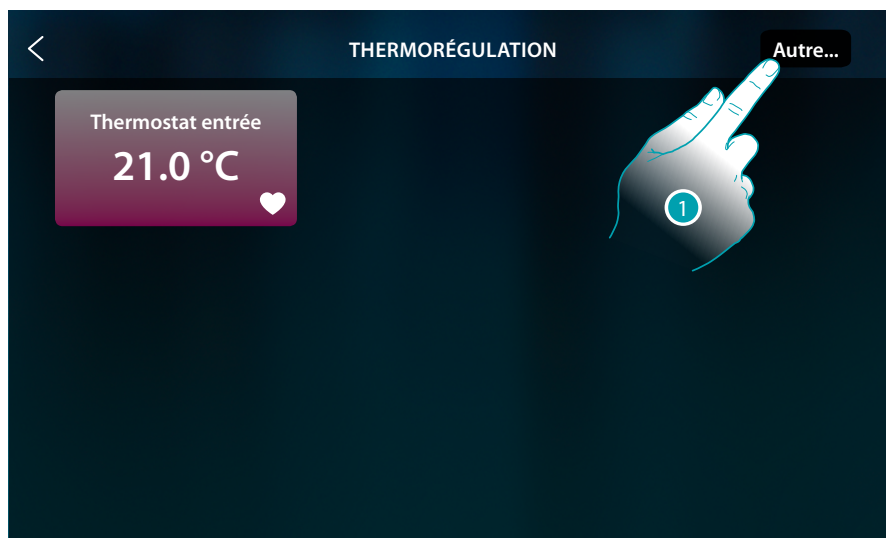 THERMORÉGULATION
Autre...
Thermostat entrée
21.0 °C
1